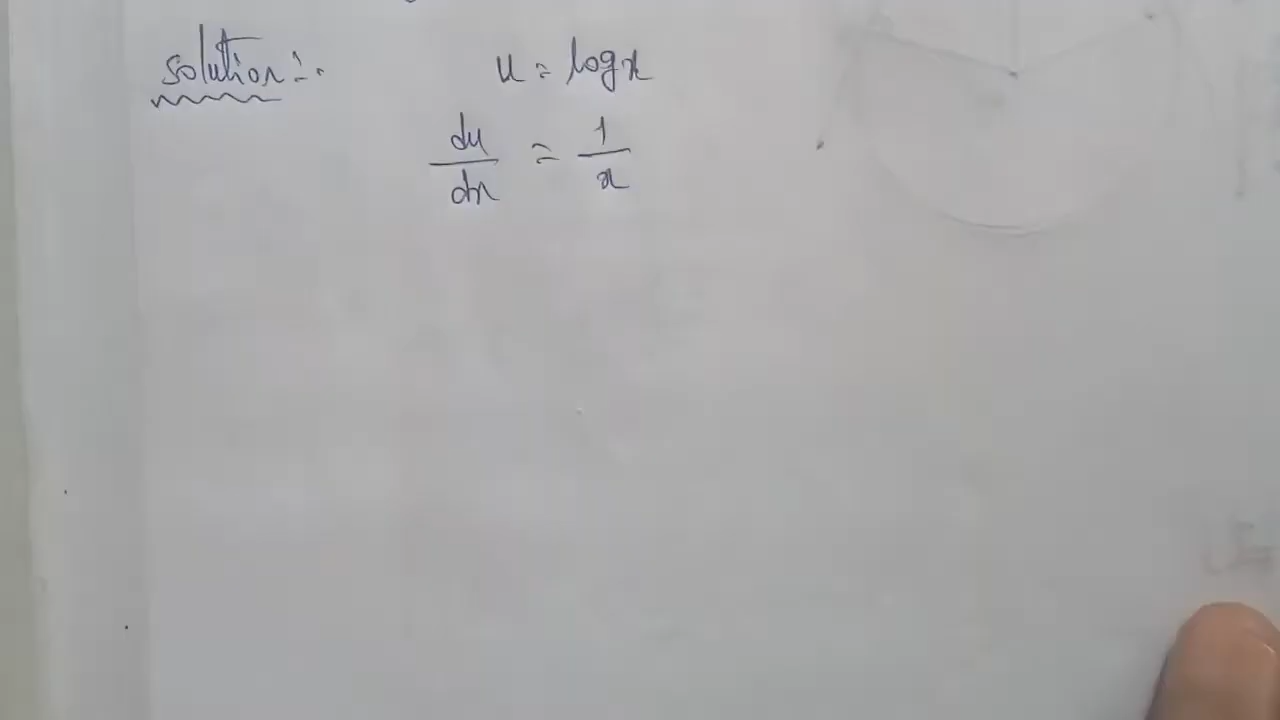 solution:-
u = log x
du/dx = 1/x